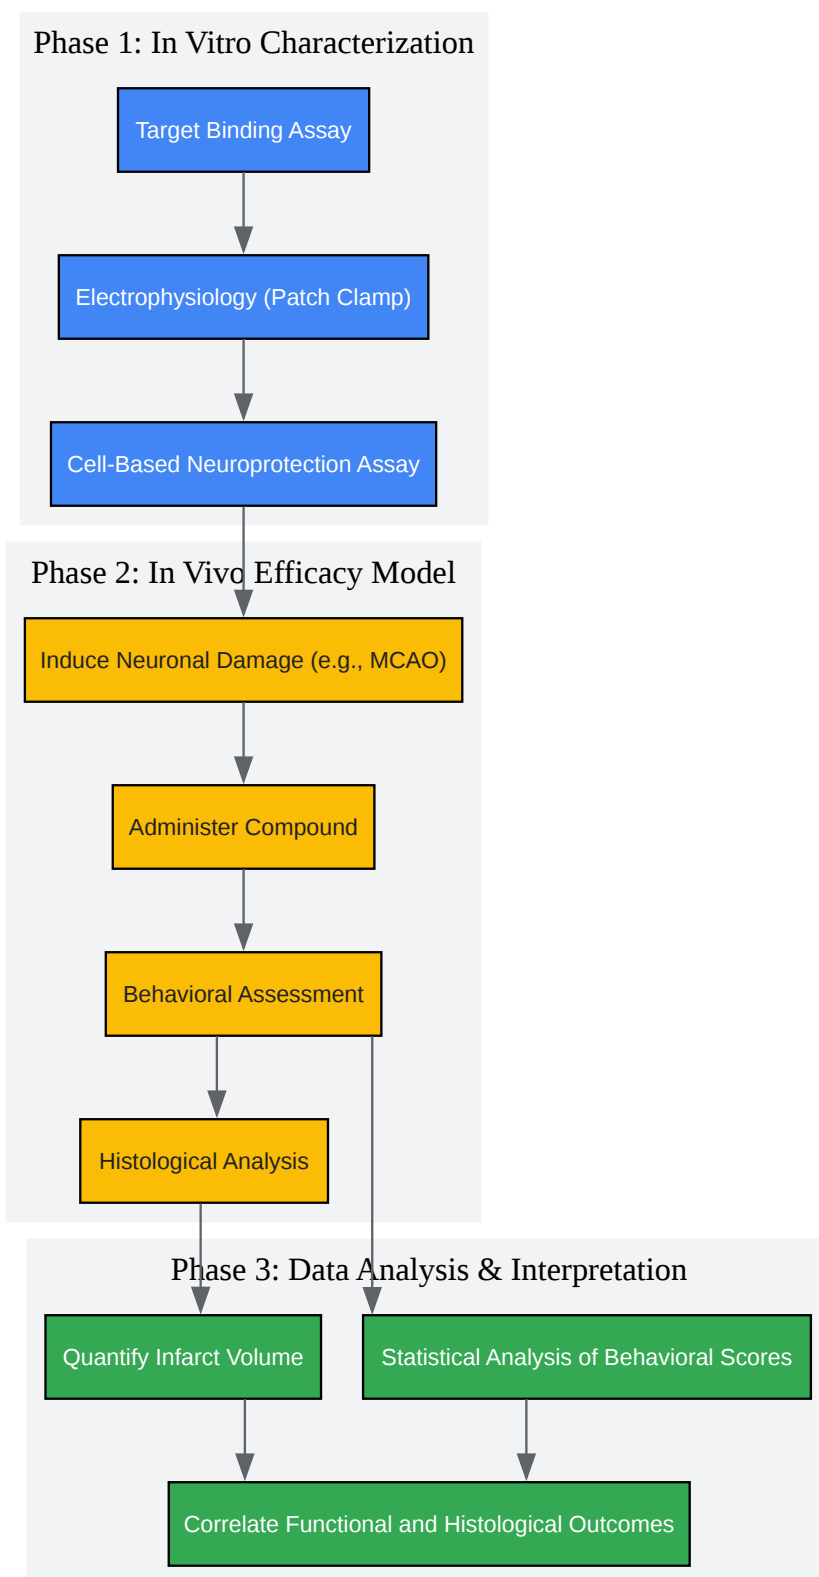 Phase 1: In Vitro Characterization
Target Binding Assay
Electrophysiology (Patch Clamp)
Cell-Based Neuroprotection Assay
Phase 2: In Vivo Efficacy Model
Induce Neuronal Damage (e.g., MCAO)
Administer Compound
Behavioral Assessment
Histological Analysis
Phase 3: Data Analysis & Interpretation
Quantify Infarct Volume
Statistical Analysis of Behavioral Scores
Correlate Functional and Histological Outcomes